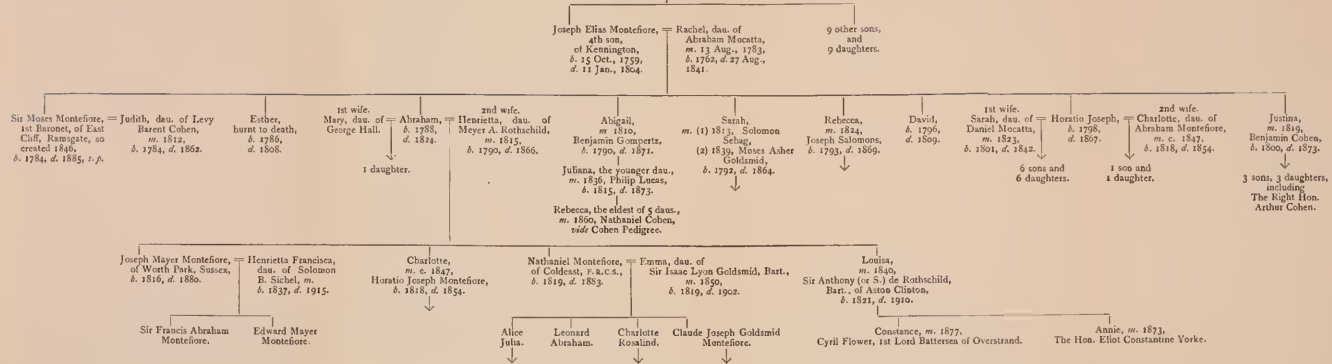 Joseph Elias Montefiore,
4th son,
of Kennington,
b. 15 Oct., 1759,
d. 11 Jan., 1804.
Rachel, dau. of
Abraham Mocatta,
m. 13 Aug., 1783,
b. 1762, d. 27 Aug.,
1841.
9 other sons,
and
9 daughters.
Sir Moses Montefiore,
1st Baronet, of East
Cliff, Ramsgate, so
created 1846,
b. 1784, d. 1885, s.p.
Judith, dau. of Levy
Barent Cohen,
m. 1812,
b. 1784, d. 1862.
Esther,
burnt to death,
b. 1786,
d. 1808.
1st wife.
Mary, dau. of
George Hall.
Abraham,
b. 1788,
d. 1824.
2nd wife.
Henrietta, dau. of
Meyer A. Rothschild,
m. 1815,
b. 1790, d. 1866.
1 daughter.
Abigail,
m. 1810,
Benjamin Gompertz,
b. 1790, d. 1871.
Juliana, the younger dau.,
m. 1836, Philip Lucas,
b. 1815, d. 1873.
Rebecca, the eldest of 5 daus.,
m. 1860, Nathaniel Cohen,
vide Cohen Pedigree.
Sarah,
m. (1) 1813, Solomon
Sebag,
(2) 1839, Moses Asher
Goldsmid,
b. 1792, d. 1864.
Rebecca,
m. 1824,
Joseph Salomons,
b. 1793, d. 1869.
David,
b. 1796,
d. 1809.
1st wife.
Sarah, dau. of
Daniel Mocatta,
m. 1823,
b. 1801, d. 1842.
Horatio Joseph,
b. 1798,
d. 1867.
2nd wife.
Charlotte, dau. of
Abraham Montefiore,
m. c. 1847,
b. 1818, d. 1854.
6 sons and
6 daughters.
1 son and
1 daughter.
Justina,
m. 1819,
Benjamin Cohen,
b. 1800, d. 1873.
3 sons, 3 daughters,
including
The Right Hon.
Arthur Cohen.
Joseph Mayer Montefiore,
of Worth Park, Sussex,
b. 1816, d. 1880.
Henrietta Francisca,
dau. of Solomon
B. Sichel, m.
b. 1837, d. 1915.
Charlotte,
m. c. 1847,
Horatio Joseph Montefiore,
b. 1818, d. 1854.
Nathaniel Montefiore,
of Coldeast, F.R.C.S.,
b. 1819, d. 1883.
Emma, dau. of
Sir Isaac Lyon Goldsmid, Bart.,
m. 1850,
b. 1819, d. 1902.
Louisa,
m. 1840,
Sir Anthony (or S.) de Rothschild,
Bart., of Aston Clinton,
b. 1821, d. 1910.
Sir Francis Abraham
Montefiore.
Edward Mayer
Montefiore.
Alice
Julia.
Leonard
Abraham.
Charlotte
Rosalind.
Claude Joseph Goldsmid
Montefiore.
Constance, m. 1877,
Cyril Flower, 1st Lord Battersea of Overstrand.
Annie, m. 1873,
The Hon. Eliot Constantine Yorke.